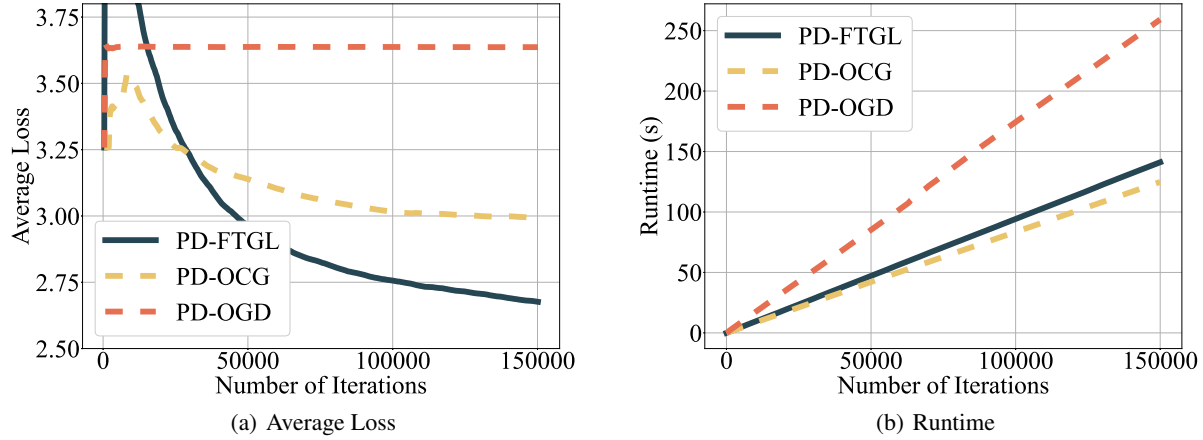 3.75
3.50
3.25
3.00
2.75
2.50
Average Loss
PD-FTGL
PD-OCG
PD-OGD
0 50000 100000 150000
Number of Iterations
(a) Average Loss
250
200
150
100
50
0
Runtime (s)
PD-FTGL
PD-OCG
PD-OGD
0 50000 100000 150000
Number of Iterations
(b) Runtime